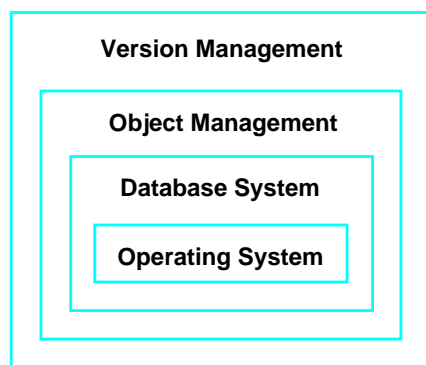 Version Management
Object Management
Database System
Operating System